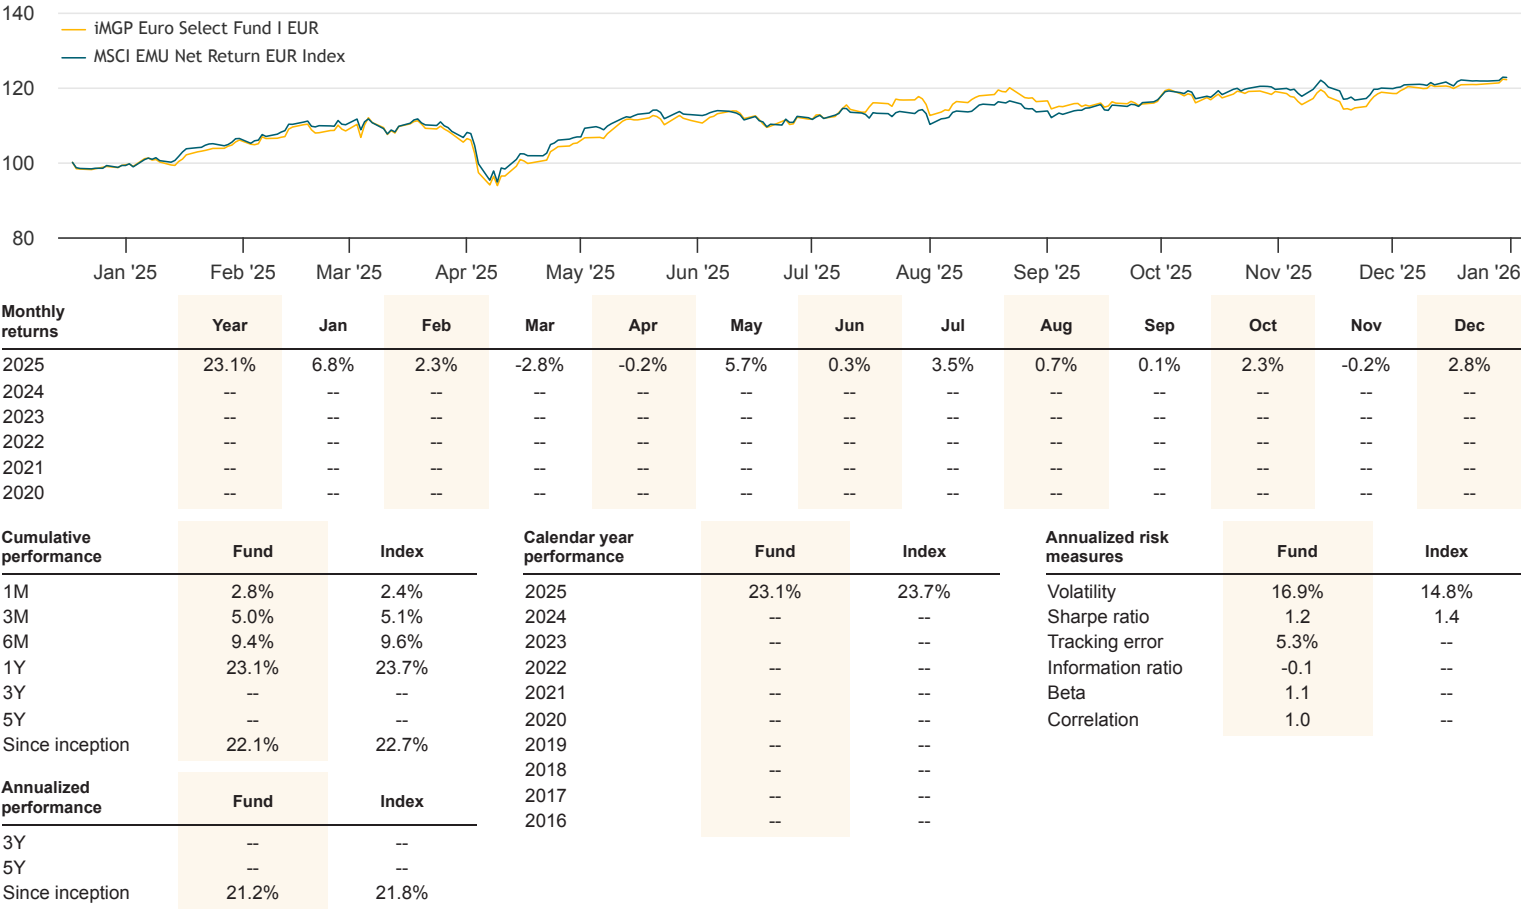 140
iMGP Euro Select Fund I EUR
MSCI EMU Net Return EUR Index
120
100
80
Jan '25 Feb '25 Mar '25 Apr '25 May '25 Jun '25 Jul '25 Aug '25 Sep '25 Oct '25 Nov '25 Dec '25 Jan '26
Monthly
returns Year Jan Feb Mar Apr May Jun Jul Aug Sep Oct Nov Dec
2025 23.1% 6.8% 2.3% -2.8% -0.2% 5.7% 0.3% 3.5% 0.7% 0.1% 2.3% -0.2% 2.8%
2024 -- -- -- -- -- -- -- -- -- -- -- -- --
2023 -- -- -- -- -- -- -- -- -- -- -- -- --
2022 -- -- -- -- -- -- -- -- -- -- -- -- --
2021 -- -- -- -- -- -- -- -- -- -- -- -- --
2020 -- -- -- -- -- -- -- -- -- -- -- -- --
Cumulative
performance Fund Index
1M 2.8% 2.4%
3M 5.0% 5.1%
6M 9.4% 9.6%
1Y 23.1% 23.7%
3Y -- --
5Y -- --
Since inception 22.1% 22.7%
Annualized
performance Fund Index
3Y -- --
5Y -- --
Since inception 21.2% 21.8%
Calendar year
performance Fund Index
2025 23.1% 23.7%
2024 -- --
2023 -- --
2022 -- --
2021 -- --
2020 -- --
2019 -- --
2018 -- --
2017 -- --
2016 -- --
Annualized risk
measures Fund Index
Volatility 16.9% 14.8%
Sharpe ratio 1.2 1.4
Tracking error 5.3% --
Information ratio -0.1 --
Beta 1.1 --
Correlation 1.0 --